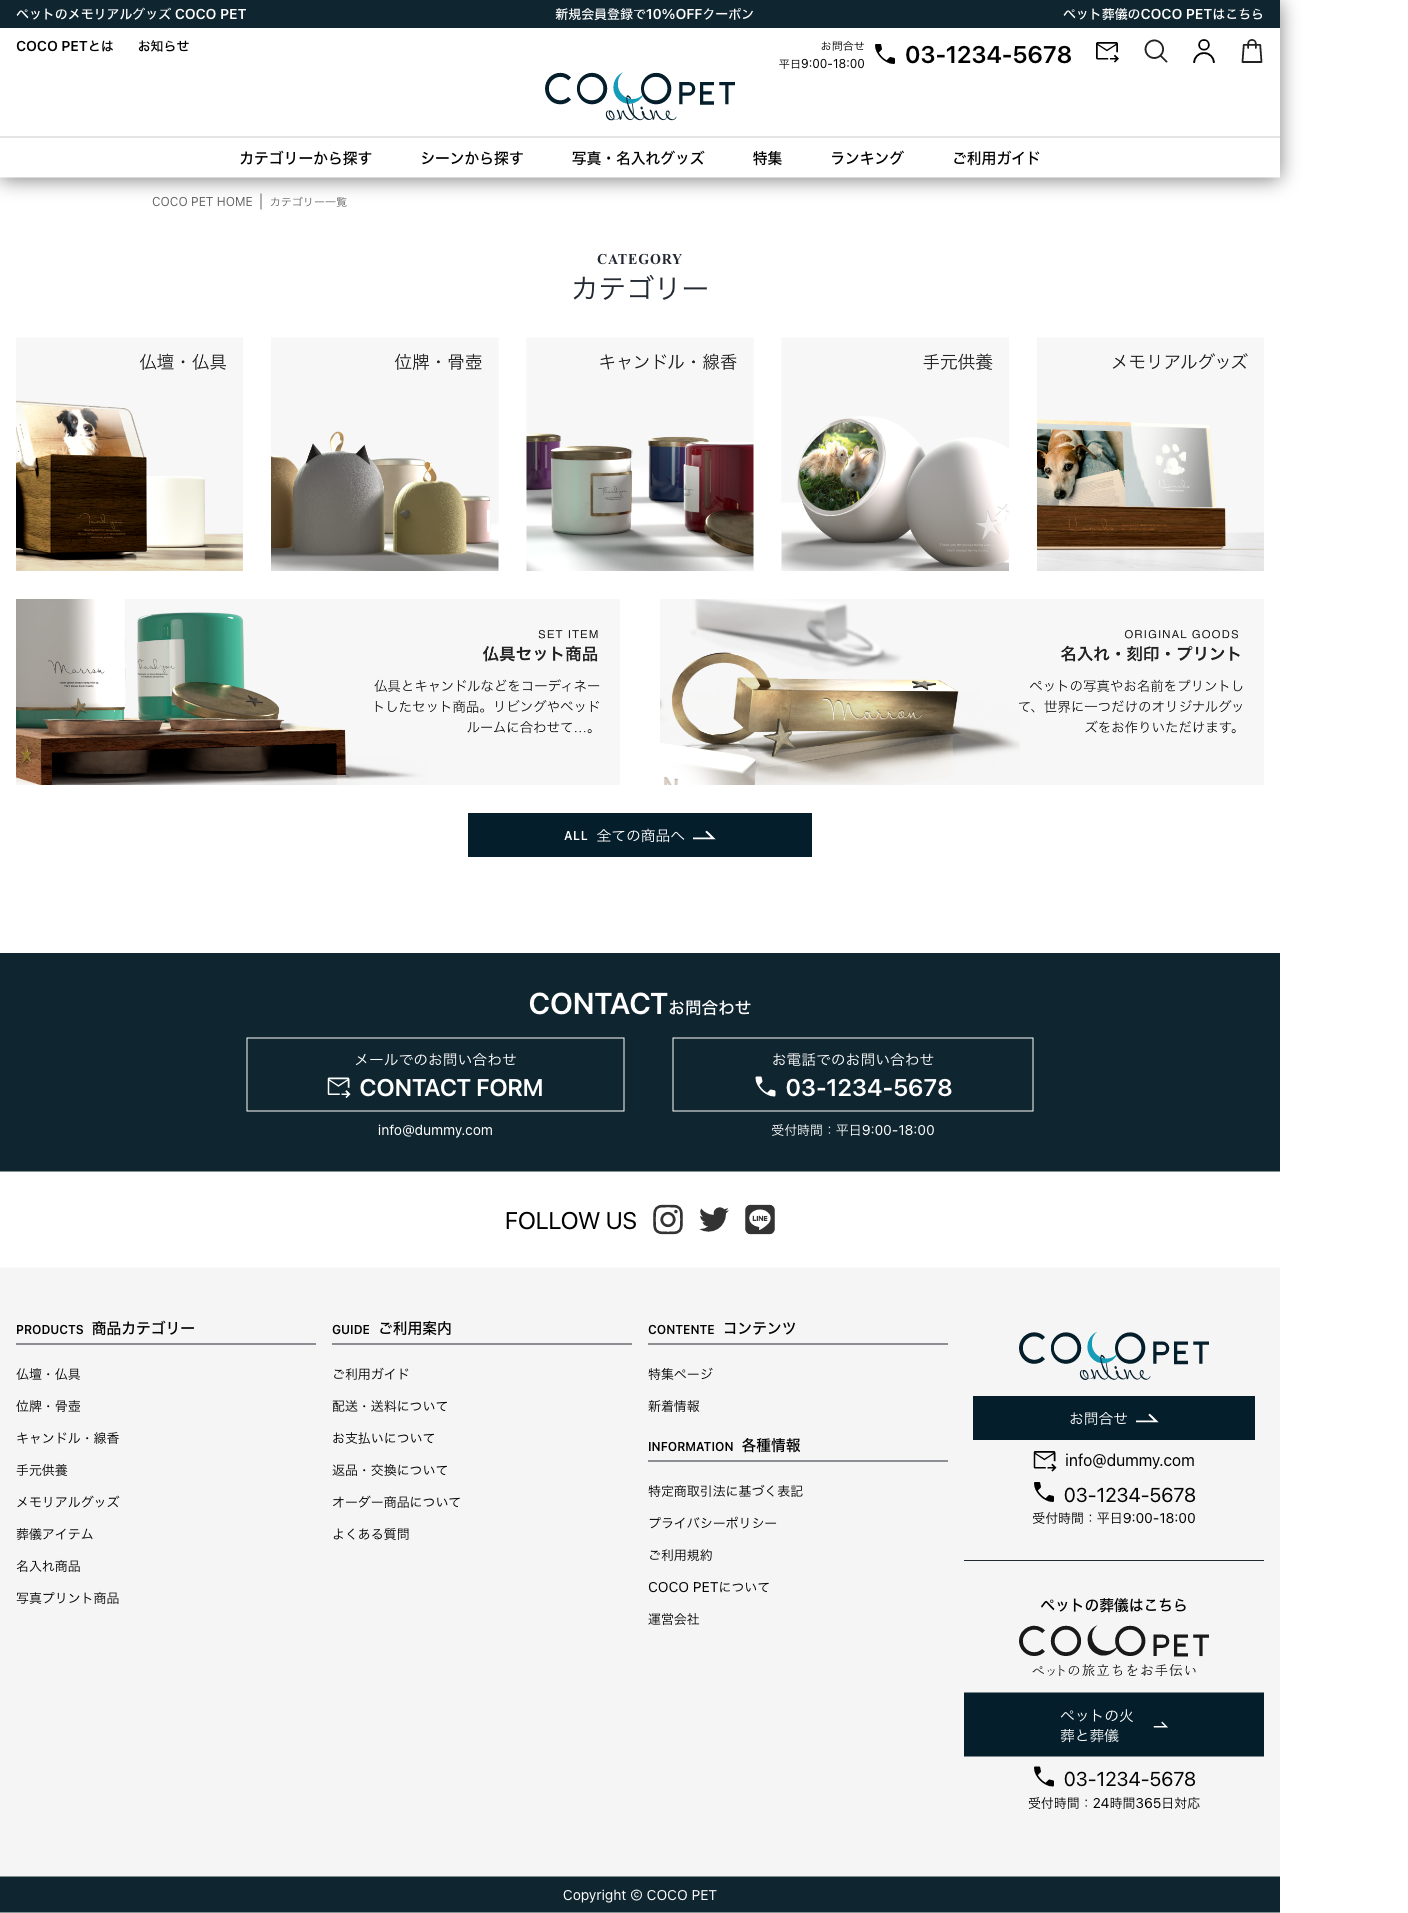 ペットのメモリアルグッズ COCO PET
新規会員登録で10%OFFクーポン
ペット葬儀のCOCO PETはこちら
COCO PETとは
お知らせ
お問合せ
平日9:00-18:00
03-1234-5678
COCO PET
online
カテゴリーから探す
シーンから探す
写真・名入れグッズ
特集
ランキング
ご利用ガイド
COCO PET HOME | カテゴリー一覧
CATEGORY
カテゴリー
仏壇・仏具
位牌・骨壺
キャンドル・線香
手元供養
メモリアルグッズ
SET ITEM
仏具セット商品
仏具とキャンドルなどをコーディネー
トしたセット商品。リビングやベッド
ルームに合わせて…。
Marron
Thank you
ORIGINAL GOODS
名入れ・刻印・プリント
ペットの写真やお名前をプリントし
て、世界に一つだけのオリジナルグッ
ズをお作りいただけます。
Marron
ALL 全ての商品へ
CONTACTお問合わせ
メールでのお問い合わせ
CONTACT FORM
info@dummy.com
お電話でのお問い合わせ
03-1234-5678
受付時間：平日9:00-18:00
FOLLOW US
LINE
PRODUCTS 商品カテゴリー
仏壇・仏具
位牌・骨壺
キャンドル・線香
手元供養
メモリアルグッズ
葬儀アイテム
名入れ商品
写真プリント商品
GUIDE ご利用案内
ご利用ガイド
配送・送料について
お支払いについて
返品・交換について
オーダー商品について
よくある質問
CONTENTE コンテンツ
特集ページ
新着情報
INFORMATION 各種情報
特定商取引法に基づく表記
プライバシーポリシー
ご利用規約
COCO PETについて
運営会社
COCO PET
online
お問合せ
info@dummy.com
03-1234-5678
受付時間：平日9:00-18:00
ペットの葬儀はこちら
COCO PET
ペットの旅立ちをお手伝い
ペットの火
葬と葬儀
03-1234-5678
受付時間：24時間365日対応
Copyright © COCO PET